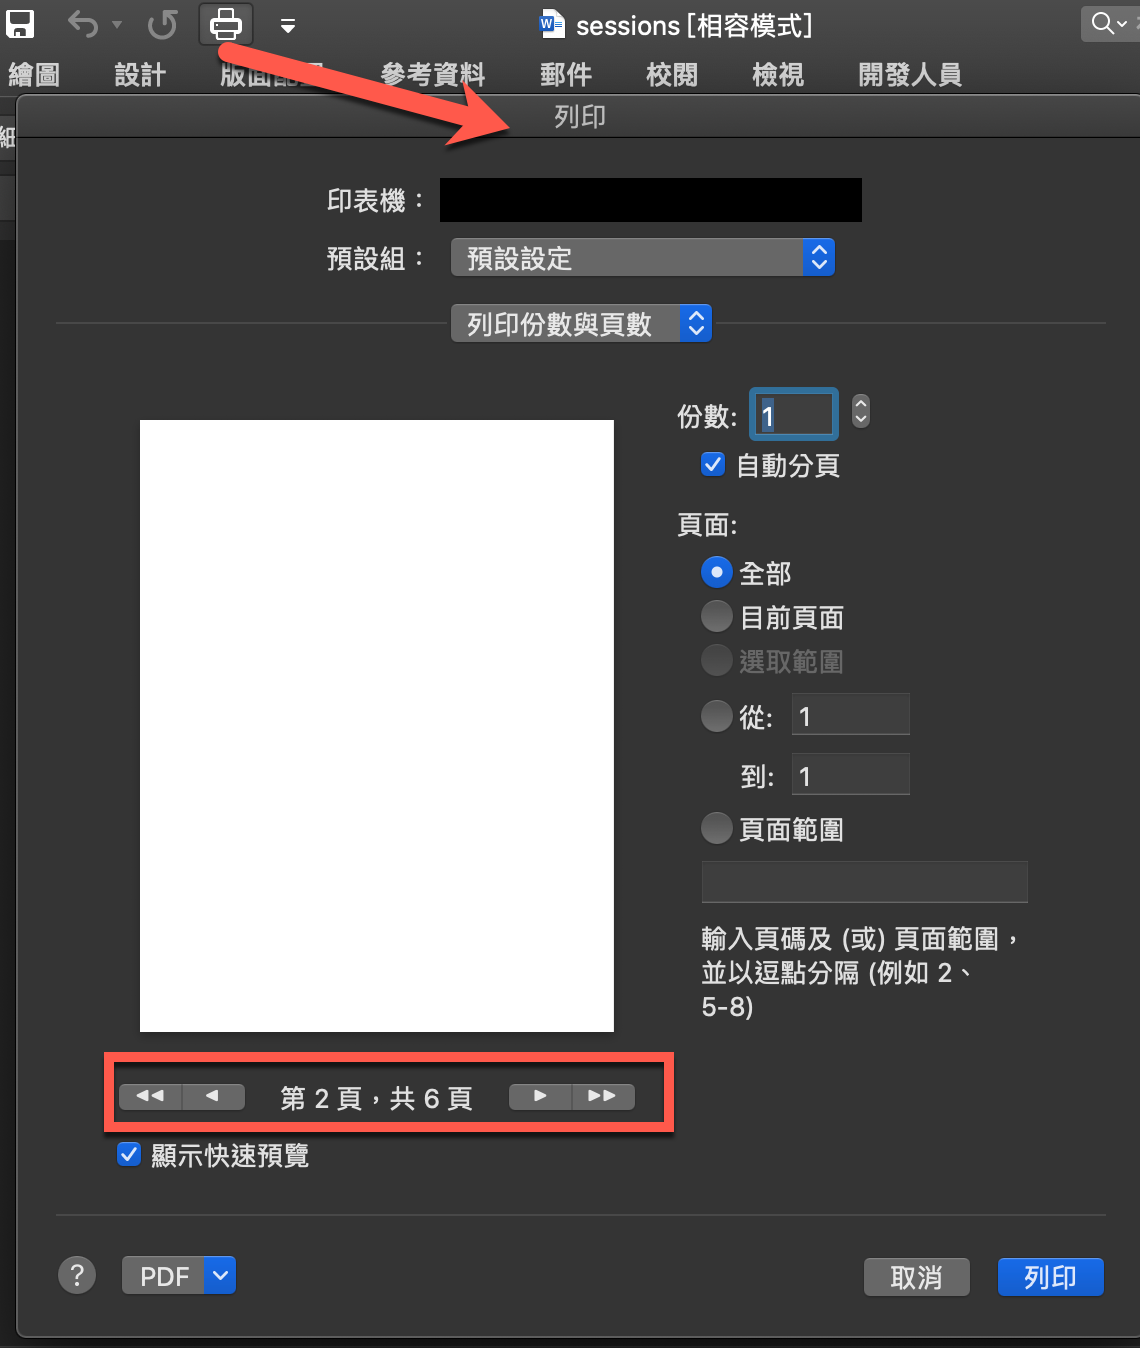 W sessions [相容模式]
繪圖 設計 版面配置 參考資料 郵件 校閱 檢視 開發人員
細
列印
印表機：
預設組： 預設設定
列印份數與頁數
份數: 1
自動分頁
頁面:
全部
目前頁面
選取範圍
從: 1
到: 1
頁面範圍
輸入頁碼及 (或) 頁面範圍，
並以逗點分隔 (例如 2、
5-8)
第 2 頁，共 6 頁
顯示快速預覽
? PDF 取消 列印